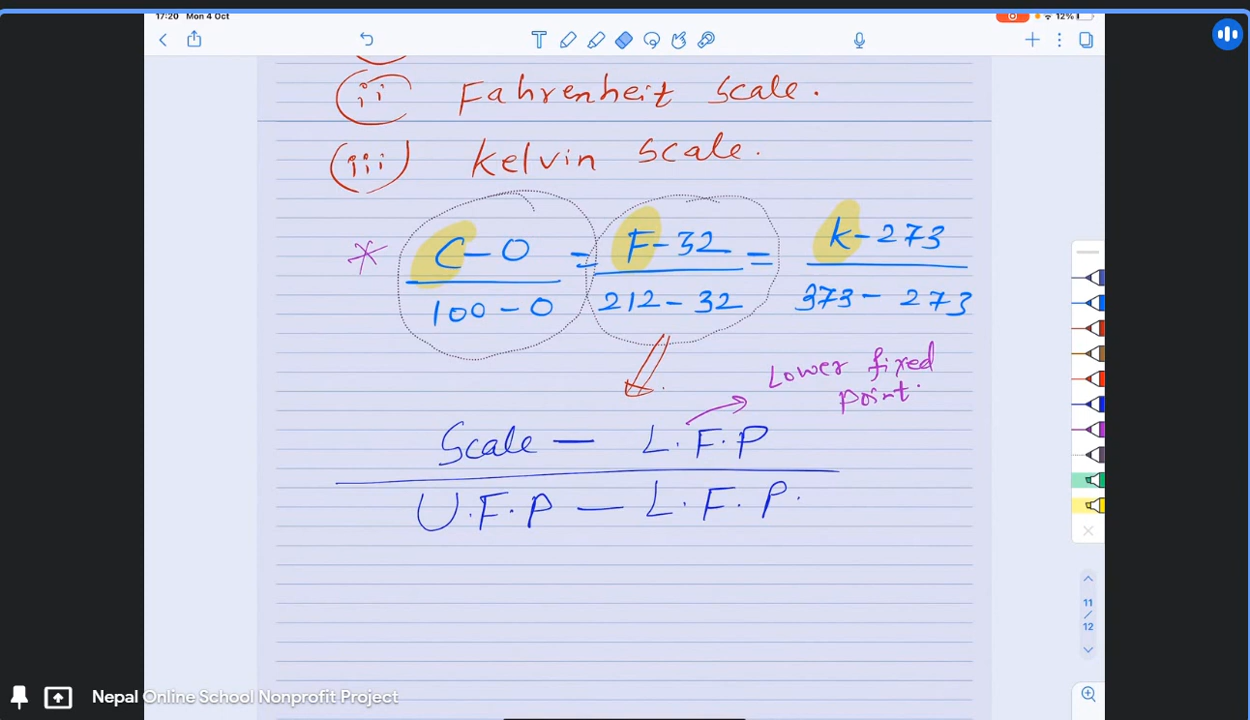 17:20 Mon 4 Oct
12%
T
(ii) Fahrenheit Scale.
(iii) Kelvin Scale.
* C-0 / 100-0 = F-32 / 212-32 = K-273 / 373-273
Lower fixed
point.
Scale — L.F.P
U.F.P — L.F.P.
11
/
12
Nepal Online School Nonprofit Project